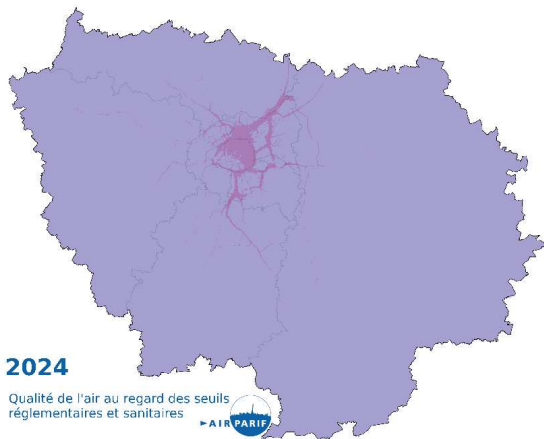 2024
Qualité de l'air au regard des seuils
réglementaires et sanitaires
AIRPARIF